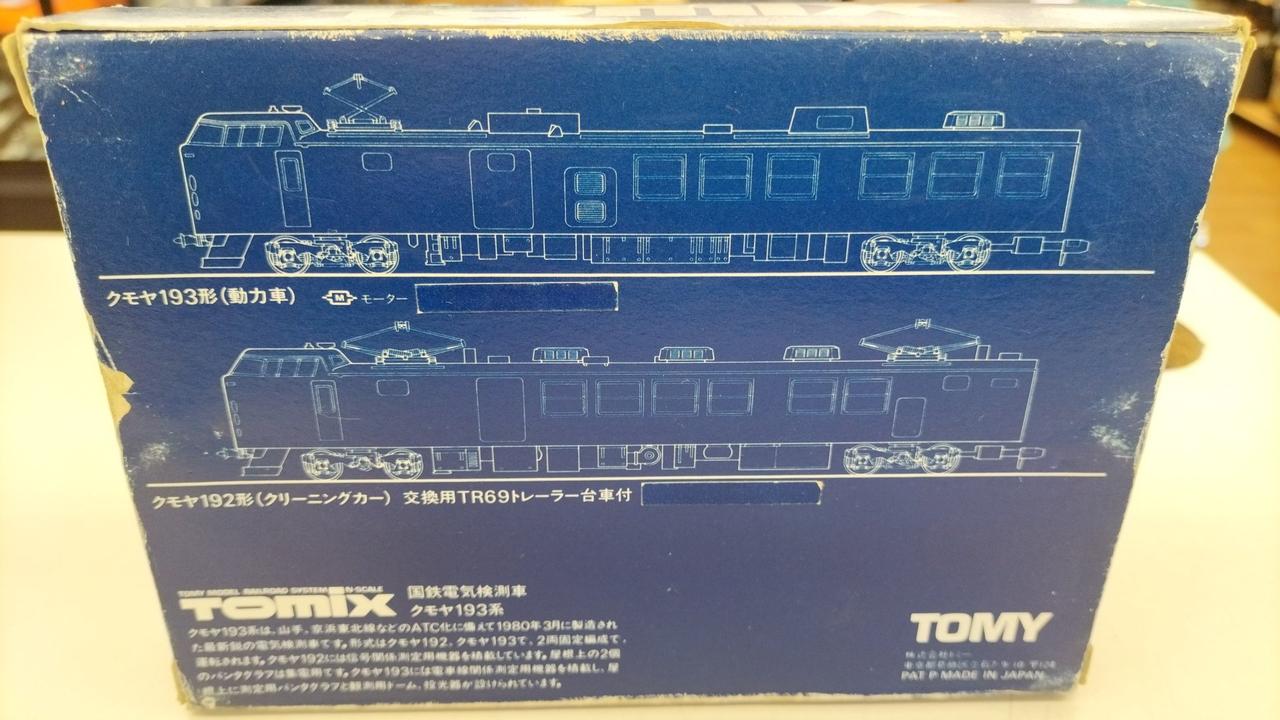 クモヤ193形(動力車) M モーター
クモヤ192形(クリーニングカー) 交換用TR69トレーラー台車付
TOMY MODEL RAILROAD SYSTEM N-SCALE
TOMIX
国鉄電気検測車
クモヤ193系
クモヤ193系は、山手、京浜東北線などのATC化に備えて1980年3月に製造され
た最新鋭の電気検測車です。形式はクモヤ192、クモヤ193で、2両固定編成で、
運転されます。クモヤ192には信号関係測定用機器を積載しています。屋根上の2個
のパンタグラフは集電用です。クモヤ193には電車線関係測定用機器を積載し、屋
根上に測定用パンタグラフと観測用ドーム、投光器が設けられています。
TOMY
株式会社トミー
PAT P MADE IN JAPAN